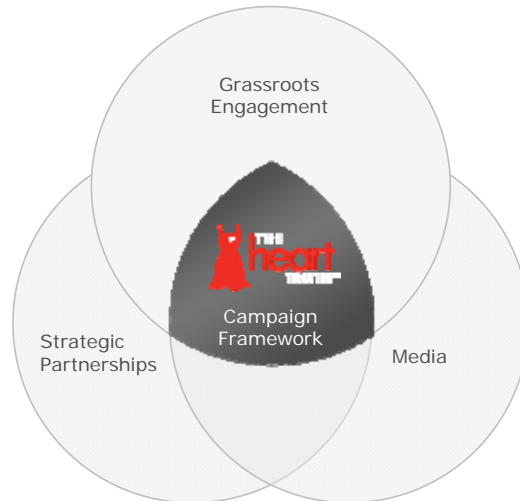 Grassroots
Engagement
heart
Campaign
Framework
Strategic
Partnerships
Media